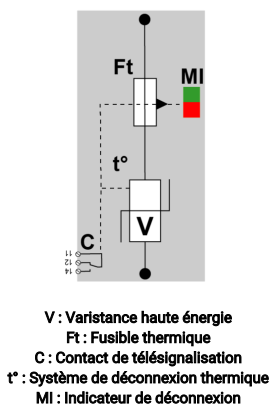 Ft
MI
t°
V
C
11
12
14
V : Varistance haute énergie
Ft : Fusible thermique
C : Contact de télésignalisation
t° : Système de déconnexion thermique
MI : Indicateur de déconnexion